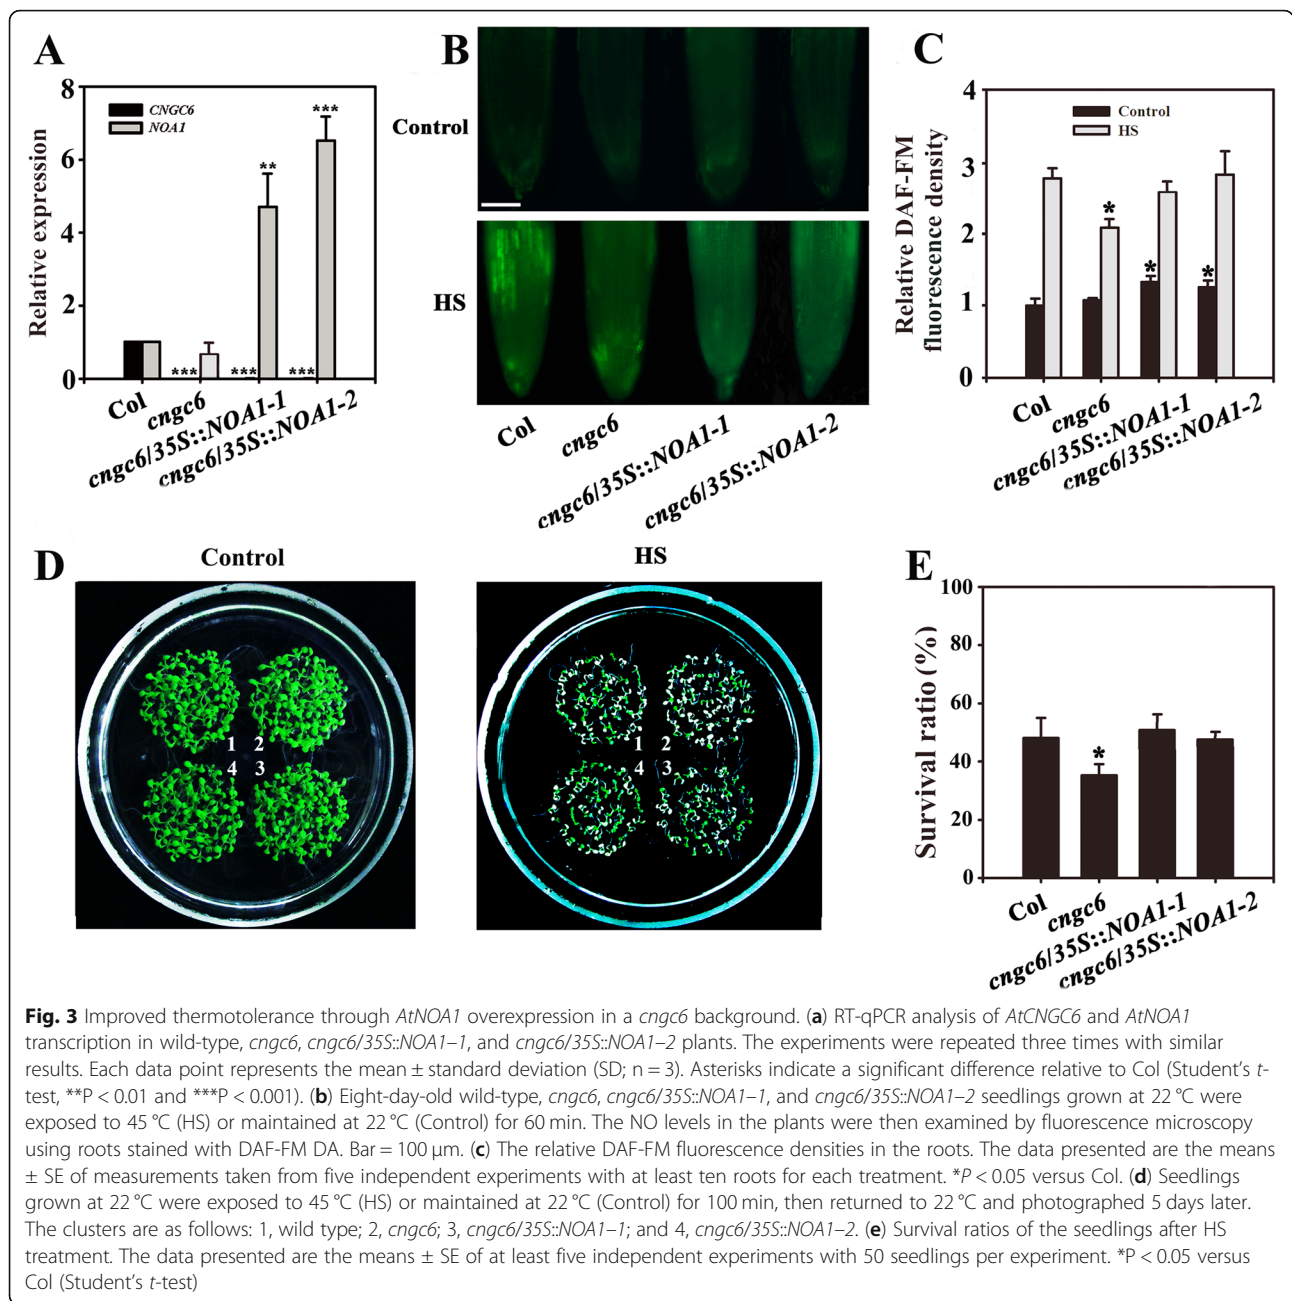 A
8
6
4
2
0
Relative expression
CNGC6
NOA1
***
**
***
***
***
Col
cngc6
cngc6/35S::NOA1-1
cngc6/35S::NOA1-2
B
Control
HS
Col
cngc6
cngc6/35S::NOA1-1
cngc6/35S::NOA1-2
C
4
3
2
1
0
Relative DAF-FM
fluorescence density
Control
HS
*
*
*
Col
cngc6
cngc6/35S::NOA1-1
cngc6/35S::NOA1-2
D
Control
1 2
4 3
HS
1 2
4 3
E
100
80
60
40
20
0
Survival ratio (%)
*
Col
cngc6
cngc6/35S::NOA1-1
cngc6/35S::NOA1-2
Fig. 3 Improved thermotolerance through AtNOA1 overexpression in a cngc6 background. (a) RT-qPCR analysis of AtCNGC6 and AtNOA1
transcription in wild-type, cngc6, cngc6/35S::NOA1–1, and cngc6/35S::NOA1–2 plants. The experiments were repeated three times with similar
results. Each data point represents the mean ± standard deviation (SD; n = 3). Asterisks indicate a significant difference relative to Col (Student's t-
test, **P < 0.01 and ***P < 0.001). (b) Eight-day-old wild-type, cngc6, cngc6/35S::NOA1–1, and cngc6/35S::NOA1–2 seedlings grown at 22 °C were
exposed to 45 °C (HS) or maintained at 22 °C (Control) for 60 min. The NO levels in the plants were then examined by fluorescence microscopy
using roots stained with DAF-FM DA. Bar = 100 μm. (c) The relative DAF-FM fluorescence densities in the roots. The data presented are the means
± SE of measurements taken from five independent experiments with at least ten roots for each treatment. *P < 0.05 versus Col. (d) Seedlings
grown at 22 °C were exposed to 45 °C (HS) or maintained at 22 °C (Control) for 100 min, then returned to 22 °C and photographed 5 days later.
The clusters are as follows: 1, wild type; 2, cngc6; 3, cngc6/35S::NOA1–1; and 4, cngc6/35S::NOA1–2. (e) Survival ratios of the seedlings after HS
treatment. The data presented are the means ± SE of at least five independent experiments with 50 seedlings per experiment. *P < 0.05 versus
Col (Student's t-test)